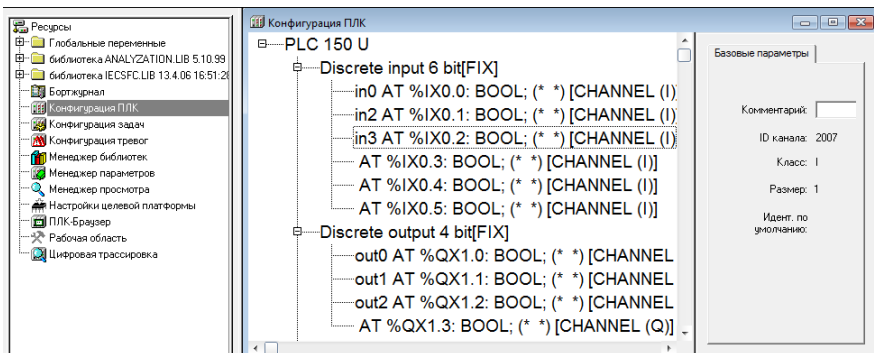 Ресурсы
Глобальные переменные
библиотека ANALYZATION.LIB 5.10.99
библиотека IECSFC.LIB 13.4.06 16:51:2
Бортжурнал
Конфигурация ПЛК
Конфигурация задач
Конфигурация тревог
Менеджер библиотек
Менеджер параметров
Менеджер просмотра
Настройки целевой платформы
ПЛК-Браузер
Рабочая область
Цифровая трассировка
Конфигурация ПЛК
PLC 150 U
Discrete input 6 bit[FIX]
in0 AT %IX0.0: BOOL; (* *) [CHANNEL (I)
in2 AT %IX0.1: BOOL; (* *) [CHANNEL (I)
in3 AT %IX0.2: BOOL; (* *) [CHANNEL (I)
AT %IX0.3: BOOL; (* *) [CHANNEL (I)]
AT %IX0.4: BOOL; (* *) [CHANNEL (I)]
AT %IX0.5: BOOL; (* *) [CHANNEL (I)]
Discrete output 4 bit[FIX]
out0 AT %QX1.0: BOOL; (* *) [CHANNEL
out1 AT %QX1.1: BOOL; (* *) [CHANNEL
out2 AT %QX1.2: BOOL; (* *) [CHANNEL
AT %QX1.3: BOOL; (* *) [CHANNEL (Q)]
Базовые параметры
Комментарий:
ID канала: 2007
Класс: I
Размер: 1
Идент. по
умолчанию: